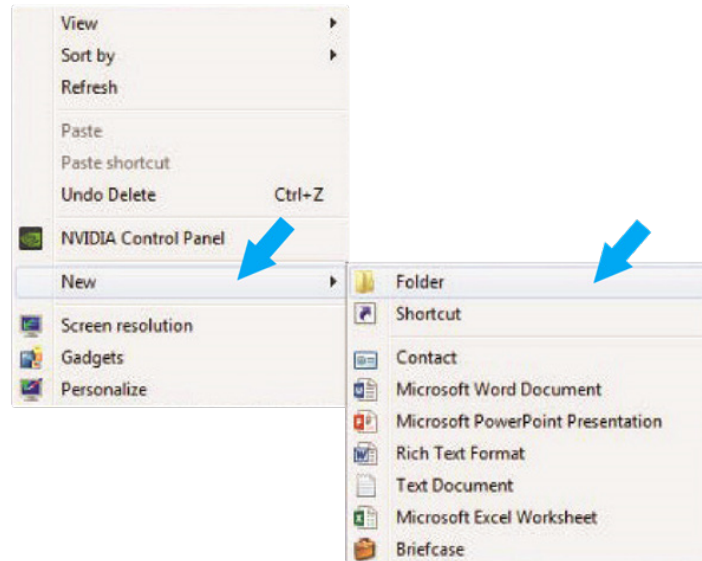 View
Sort by
Refresh
Paste
Paste shortcut
Undo Delete Ctrl+Z
NVIDIA Control Panel
New
Screen resolution
Gadgets
Personalize
Folder
Shortcut
Contact
Microsoft Word Document
Microsoft PowerPoint Presentation
Rich Text Format
Text Document
Microsoft Excel Worksheet
Briefcase